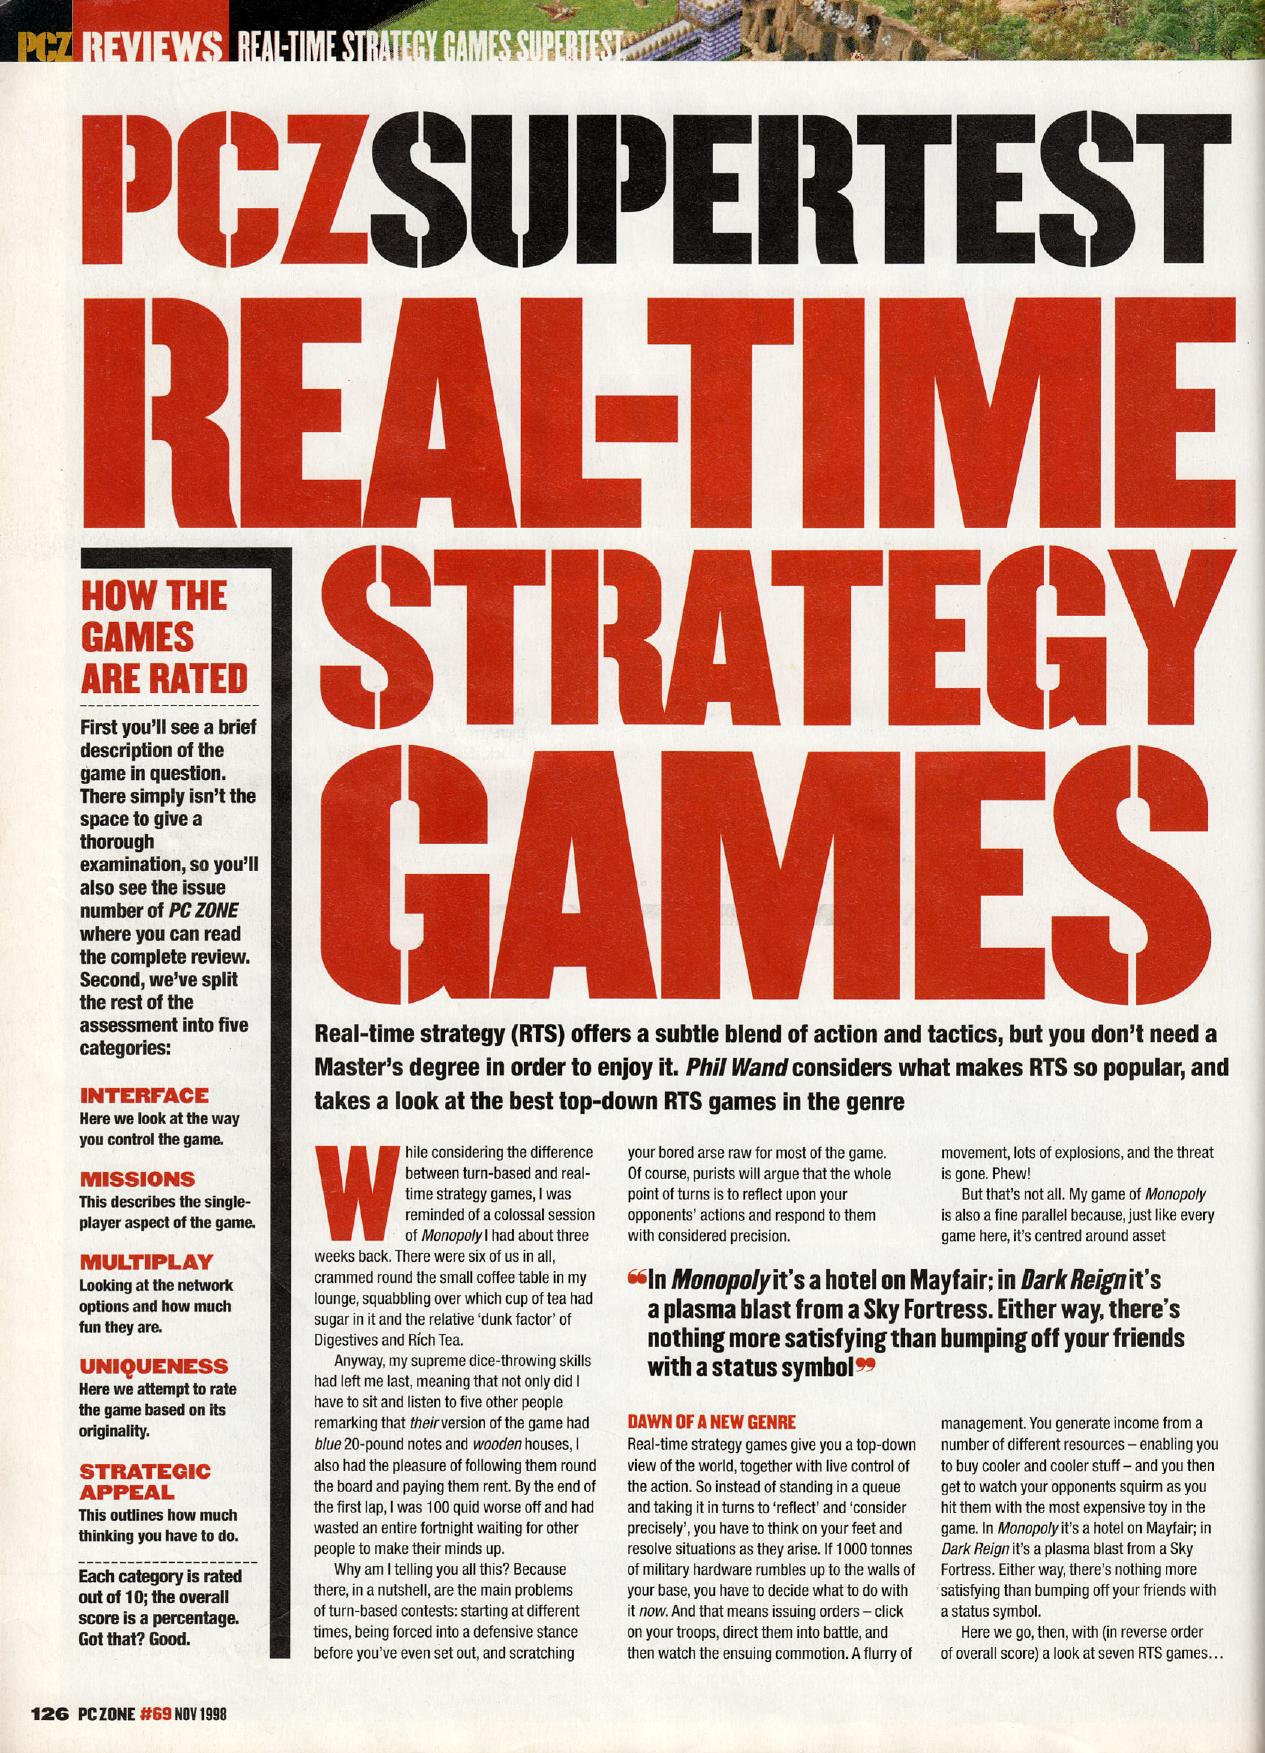 PCZ REVIEWS REAL-TIME STRATEGY GAMES SUPERTEST
PCZSUPERTEST
REAL-TIME
STRATEGY
GAMES
HOW THE
GAMES
ARE RATED
First you'll see a brief
description of the
game in question.
There simply isn't the
space to give a
thorough
examination, so you'll
also see the issue
number of PC ZONE
where you can read
the complete review.
Second, we've split
the rest of the
assessment into five
categories:
INTERFACE
Here we look at the way
you control the game.
MISSIONS
This describes the single-
player aspect of the game.
MULTIPLAY
Looking at the network
options and how much
fun they are.
UNIQUENESS
Here we attempt to rate
the game based on its
originality.
STRATEGIC
APPEAL
This outlines how much
thinking you have to do.
Each category is rated
out of 10; the overall
score is a percentage.
Got that? Good.
Real-time strategy (RTS) offers a subtle blend of action and tactics, but you don't need a
Master's degree in order to enjoy it. Phil Wand considers what makes RTS so popular, and
takes a look at the best top-down RTS games in the genre
While considering the difference
between turn-based and real-
time strategy games, I was
reminded of a colossal session
of Monopoly I had about three
weeks back. There were six of us in all,
crammed round the small coffee table in my
lounge, squabbling over which cup of tea had
sugar in it and the relative 'dunk factor' of
Digestives and Rich Tea.
Anyway, my supreme dice-throwing skills
had left me last, meaning that not only did I
have to sit and listen to five other people
remarking that their version of the game had
blue 20-pound notes and wooden houses, I
also had the pleasure of following them round
the board and paying them rent. By the end of
the first lap, I was 100 quid worse off and had
wasted an entire fortnight waiting for other
people to make their minds up.
Why am I telling you all this? Because
there, in a nutshell, are the main problems
of turn-based contests: starting at different
times, being forced into a defensive stance
before you've even set out, and scratching
your bored arse raw for most of the game.
Of course, purists will argue that the whole
point of turns is to reflect upon your
opponents' actions and respond to them
with considered precision.
movement, lots of explosions, and the threat
is gone. Phew!
But that's not all. My game of Monopoly
is also a fine parallel because, just like every
game here, it's centred around asset
“In Monopoly it's a hotel on Mayfair; in Dark Reign it's
a plasma blast from a Sky Fortress. Either way, there's
nothing more satisfying than bumping off your friends
with a status symbol”
DAWN OF A NEW GENRE
Real-time strategy games give you a top-down
view of the world, together with live control of
the action. So instead of standing in a queue
and taking it in turns to 'reflect' and 'consider
precisely', you have to think on your feet and
resolve situations as they arise. If 1000 tonnes
of military hardware rumbles up to the walls of
your base, you have to decide what to do with
it now. And that means issuing orders – click
on your troops, direct them into battle, and
then watch the ensuing commotion. A flurry of
management. You generate income from a
number of different resources – enabling you
to buy cooler and cooler stuff – and you then
get to watch your opponents squirm as you
hit them with the most expensive toy in the
game. In Monopoly it's a hotel on Mayfair; in
Dark Reign it's a plasma blast from a Sky
Fortress. Either way, there's nothing more
satisfying than bumping off your friends with
a status symbol.
Here we go, then, with (in reverse order
of overall score) a look at seven RTS games...
126 PC ZONE #69 NOV 1998